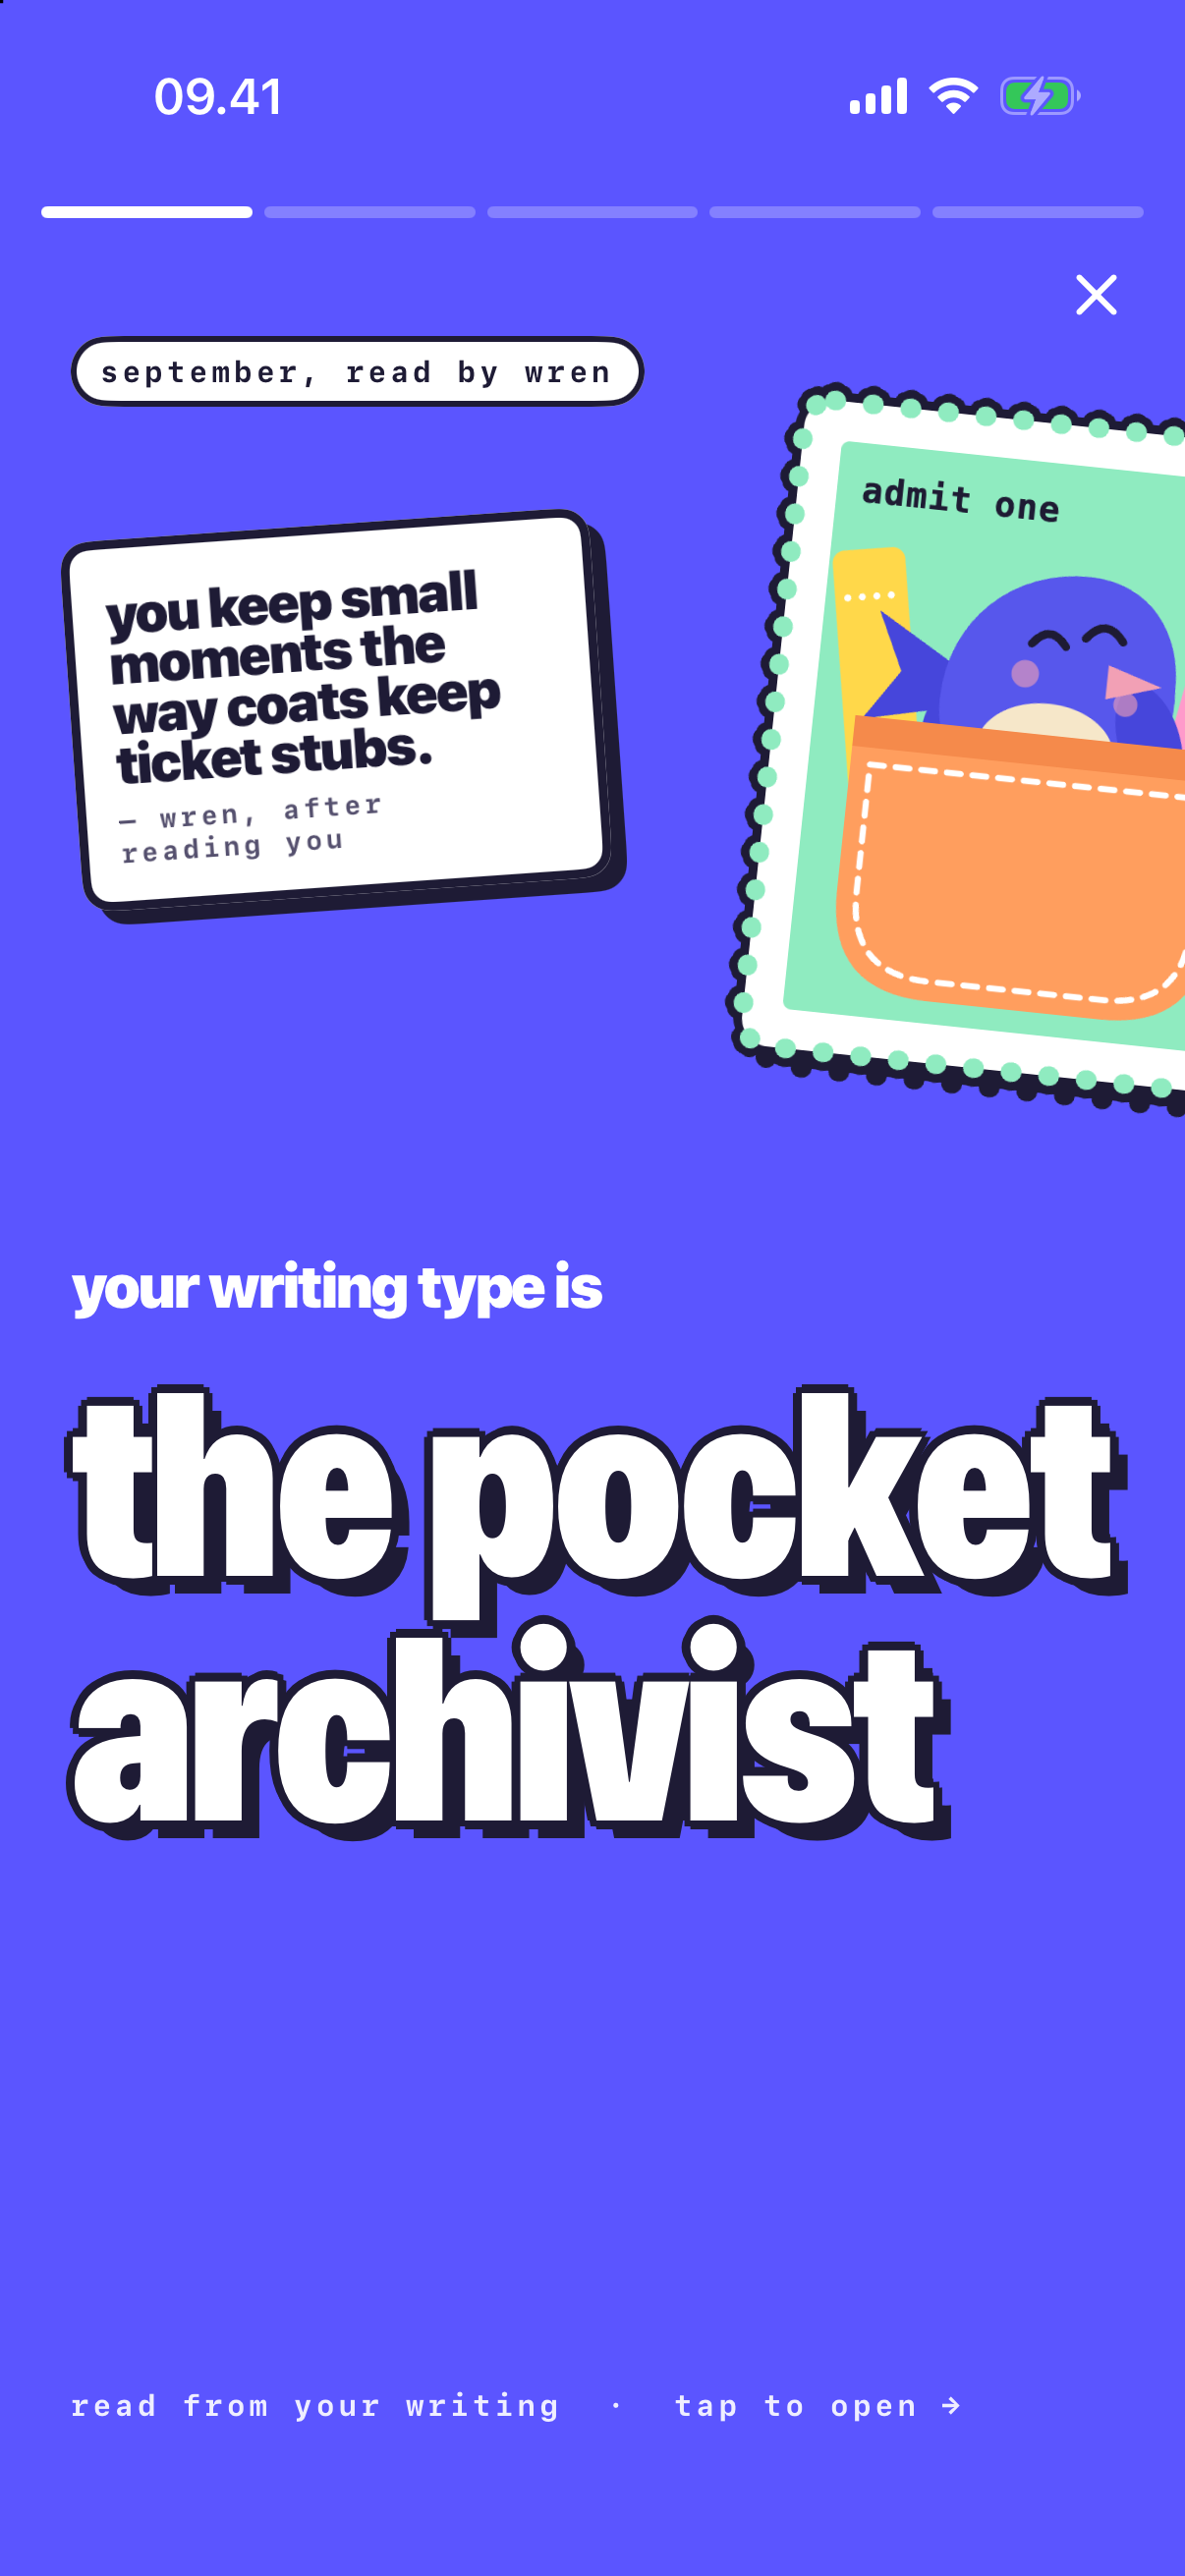 09.41
september, read by wren
admit one
you keep small
moments the
way coats keep
ticket stubs.
— wren, after
reading you
your writing type is
the pocket
archivist
read from your writing · tap to open →